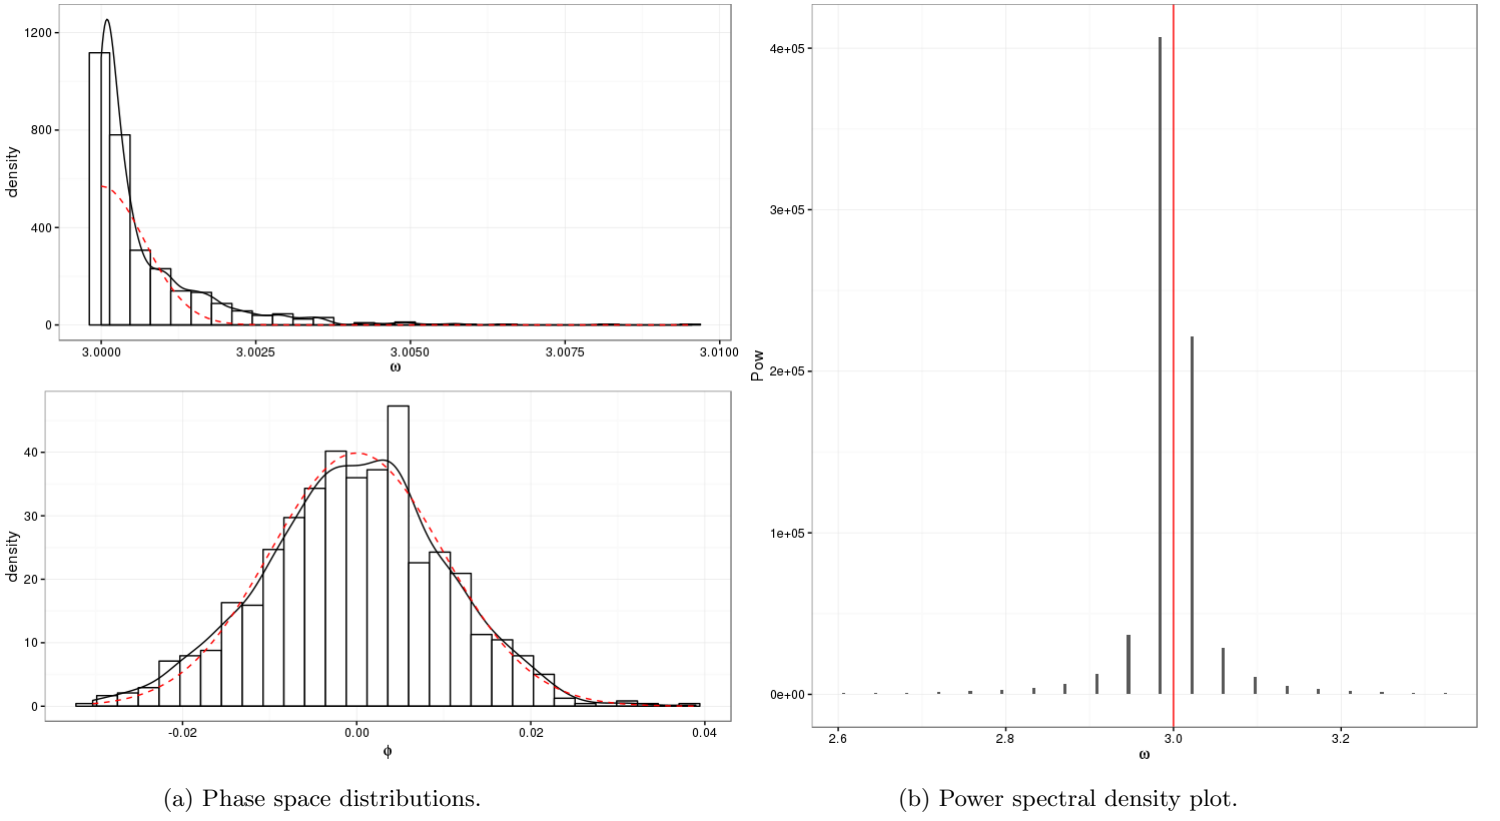 density
1200
800
400
0
3.0000 3.0025 3.0050 3.0075 3.0100
ω
density
40
30
20
10
0
-0.02 0.00 0.02 0.04
ϕ
(a) Phase space distributions.
Pow
4e+05
3e+05
2e+05
1e+05
0e+00
2.6 2.8 3.0 3.2
ω
(b) Power spectral density plot.